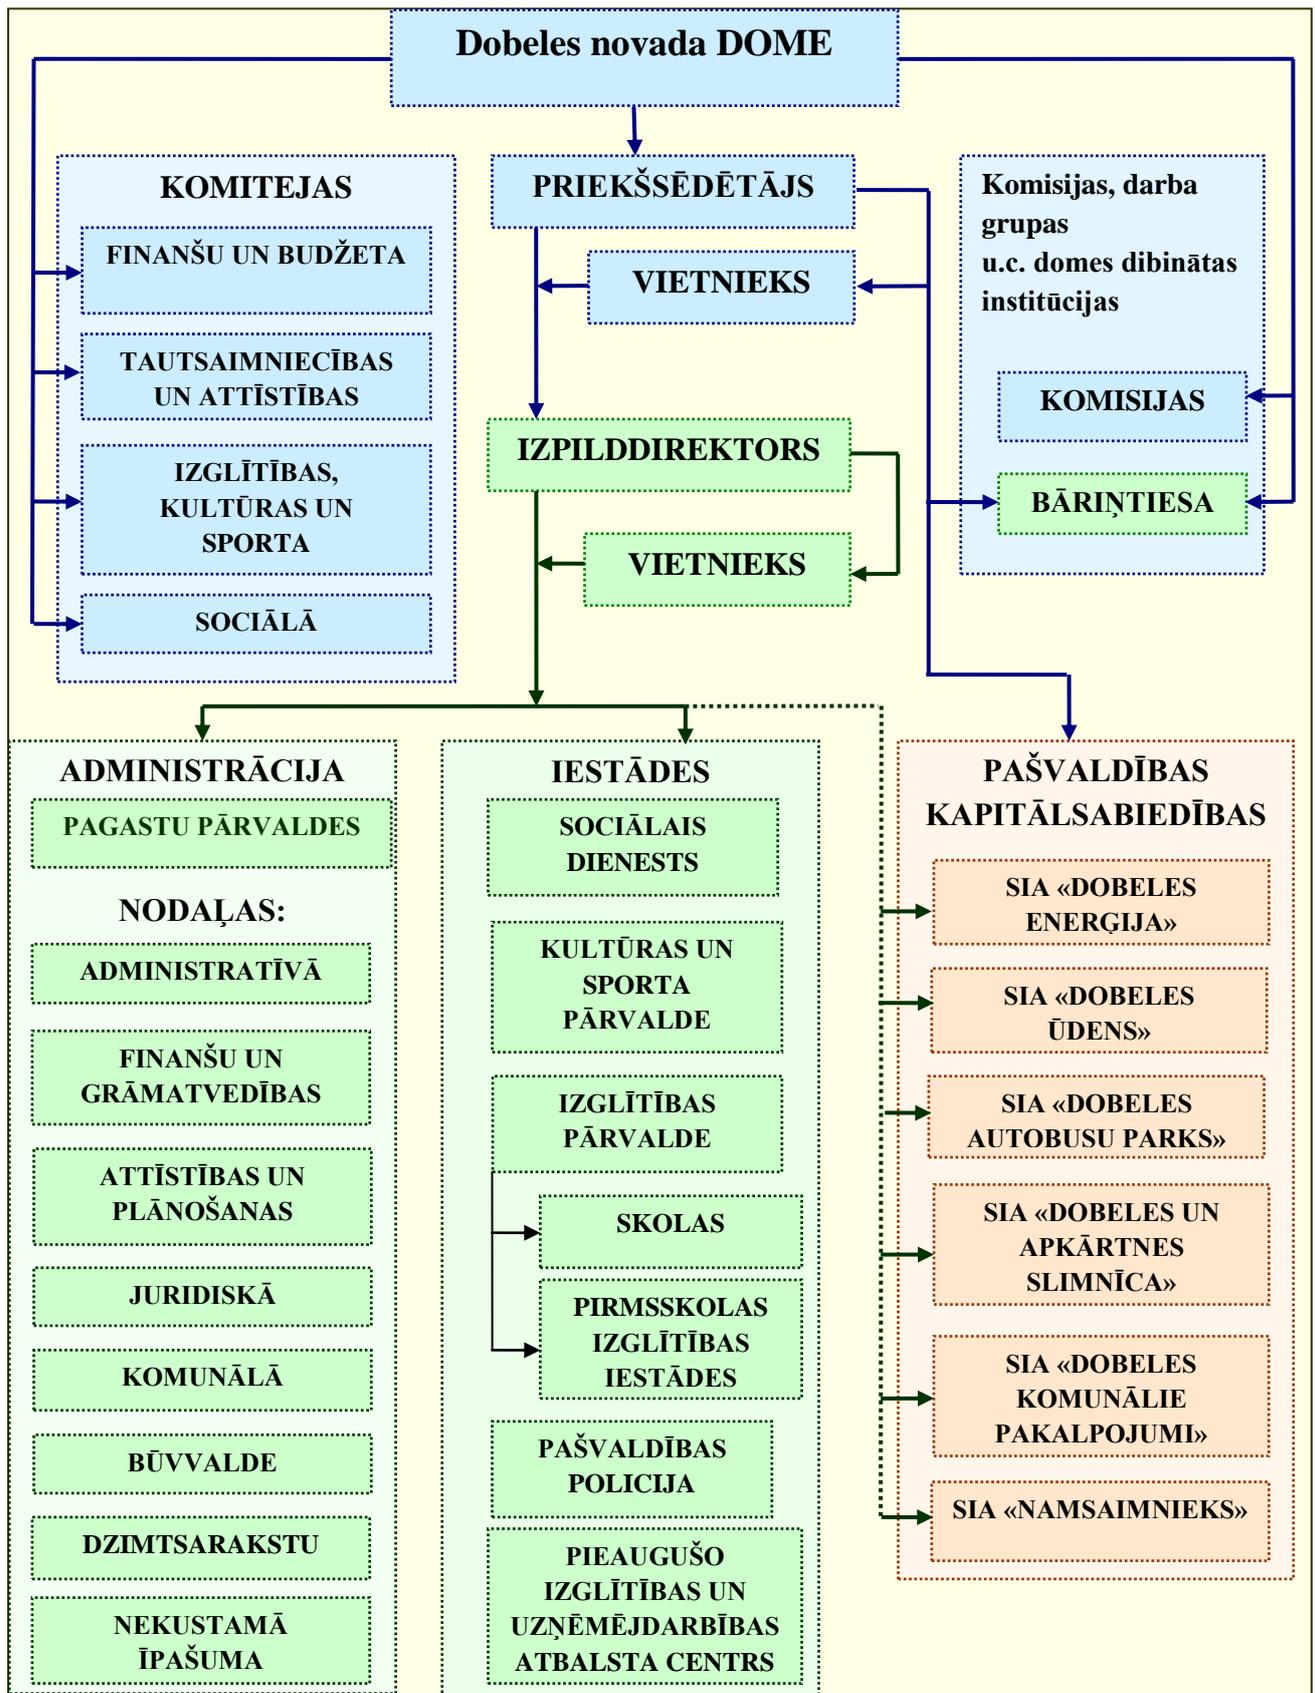 Dobeles novada DOME
KOMITEJAS
FINANŠU UN BUDŽETA
TAUTSAIMNIECĪBAS
UN ATTĪSTĪBAS
IZGLĪTĪBAS,
KULTŪRAS UN
SPORTA
SOCIĀLĀ
PRIEKŠSĒDĒTĀJS
VIETNIEKS
IZPILDDIREKTORS
VIETNIEKS
Komisijas, darba
grupas
u.c. domes dibinātas
institūcijas
KOMISIJAS
BĀRIŅTIESA
ADMINISTRĀCIJA
PAGASTU PĀRVALDES
NODAĻAS:
ADMINISTRATĪVĀ
FINANŠU UN
GRĀMATVEDĪBAS
ATTĪSTĪBAS UN
PLĀNOŠANAS
JURIDISKĀ
KOMUNĀLĀ
BŪVVALDE
DZIMTSARAKSTU
NEKUSTAMĀ
ĪPAŠUMA
IESTĀDES
SOCIĀLAIS
DIENESTS
KULTŪRAS UN
SPORTA
PĀRVALDE
IZGLĪTĪBAS
PĀRVALDE
SKOLAS
PIRMSSKOLAS
IZGLĪTĪBAS
IESTĀDES
PAŠVALDĪBAS
POLICIJA
PIEAUGUŠO
IZGLĪTĪBAS UN
UZŅĒMĒJDARBĪBAS
ATBALSTA CENTRS
PAŠVALDĪBAS
KAPITĀLSABIEDĪBAS
SIA «DOBELES
ENERĢIJA»
SIA «DOBELES
ŪDENS»
SIA «DOBELES
AUTOBUSU PARKS»
SIA «DOBELES UN
APKĀRTNES
SLIMNĪCA»
SIA «DOBELES
KOMUNĀLIE
PAKALPOJUMI»
SIA «NAMSAIMNIEKS»